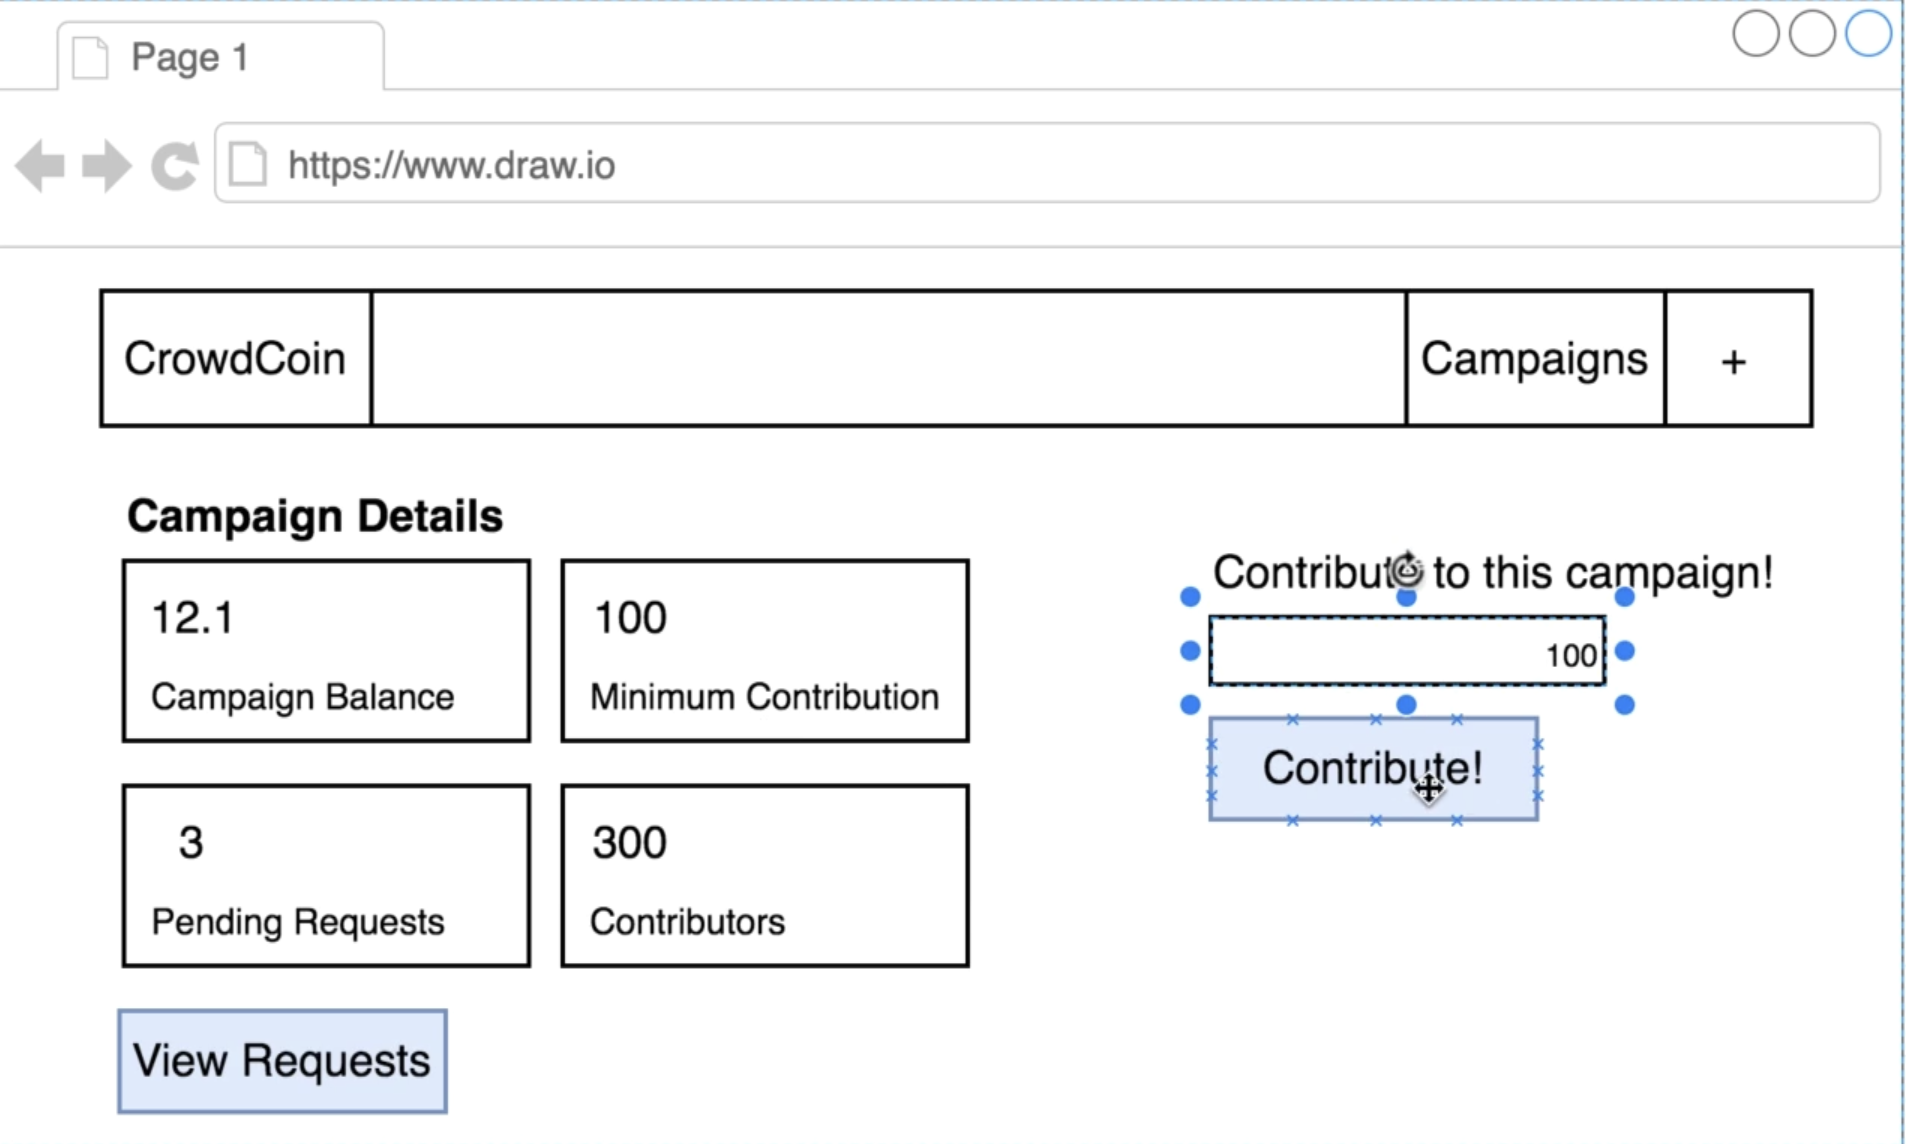 Page 1
https://www.draw.io
CrowdCoin
Campaigns
+
Campaign Details
12.1
Campaign Balance
100
Minimum Contribution
3
Pending Requests
300
Contributors
View Requests
Contribute to this campaign!
100
Contribute!